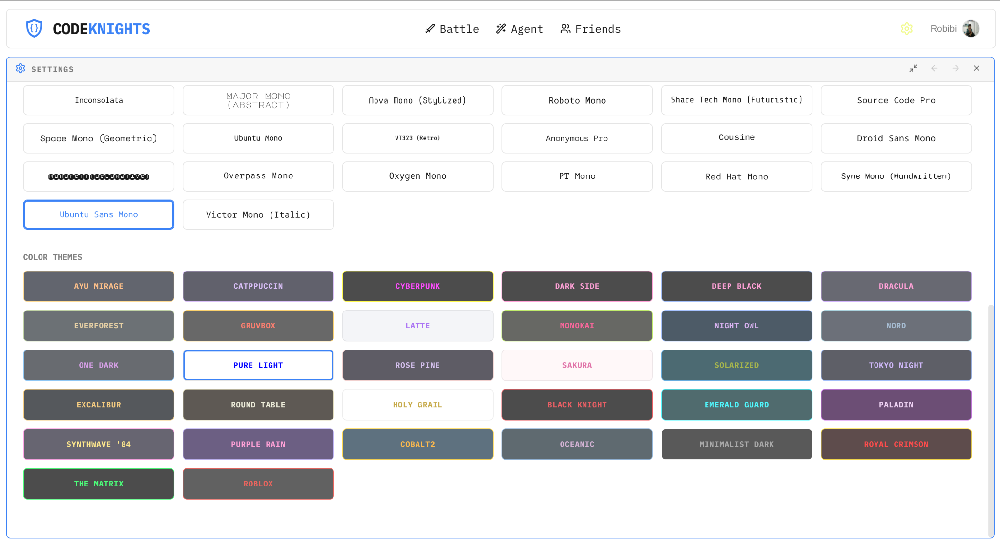 CODEKNIGHTS
Battle
Agent
Friends
Robibi
SETTINGS
Inconsolata
MAJOR MONO
(ABSTRACT)
Nova Mono (Stylized)
Roboto Mono
Share Tech Mono (Futuristic)
Source Code Pro
Space Mono (Geometric)
Ubuntu Mono
VT323 (Retro)
Anonymous Pro
Cousine
Droid Sans Mono
Monofett (Decorative)
Overpass Mono
Oxygen Mono
PT Mono
Red Hat Mono
Syne Mono (Handwritten)
Ubuntu Sans Mono
Victor Mono (Italic)
COLOR THEMES
AYU MIRAGE
CATPPUCCIN
CYBERPUNK
DARK SIDE
DEEP BLACK
DRACULA
EVERFOREST
GRUVBOX
LATTE
MONOKAI
NIGHT OWL
NORD
ONE DARK
PURE LIGHT
ROSE PINE
SAKURA
SOLARIZED
TOKYO NIGHT
EXCALIBUR
ROUND TABLE
HOLY GRAIL
BLACK KNIGHT
EMERALD GUARD
PALADIN
SYNTHWAVE '84
PURPLE RAIN
COBALT2
OCEANIC
MINIMALIST DARK
ROYAL CRIMSON
THE MATRIX
ROBLOX